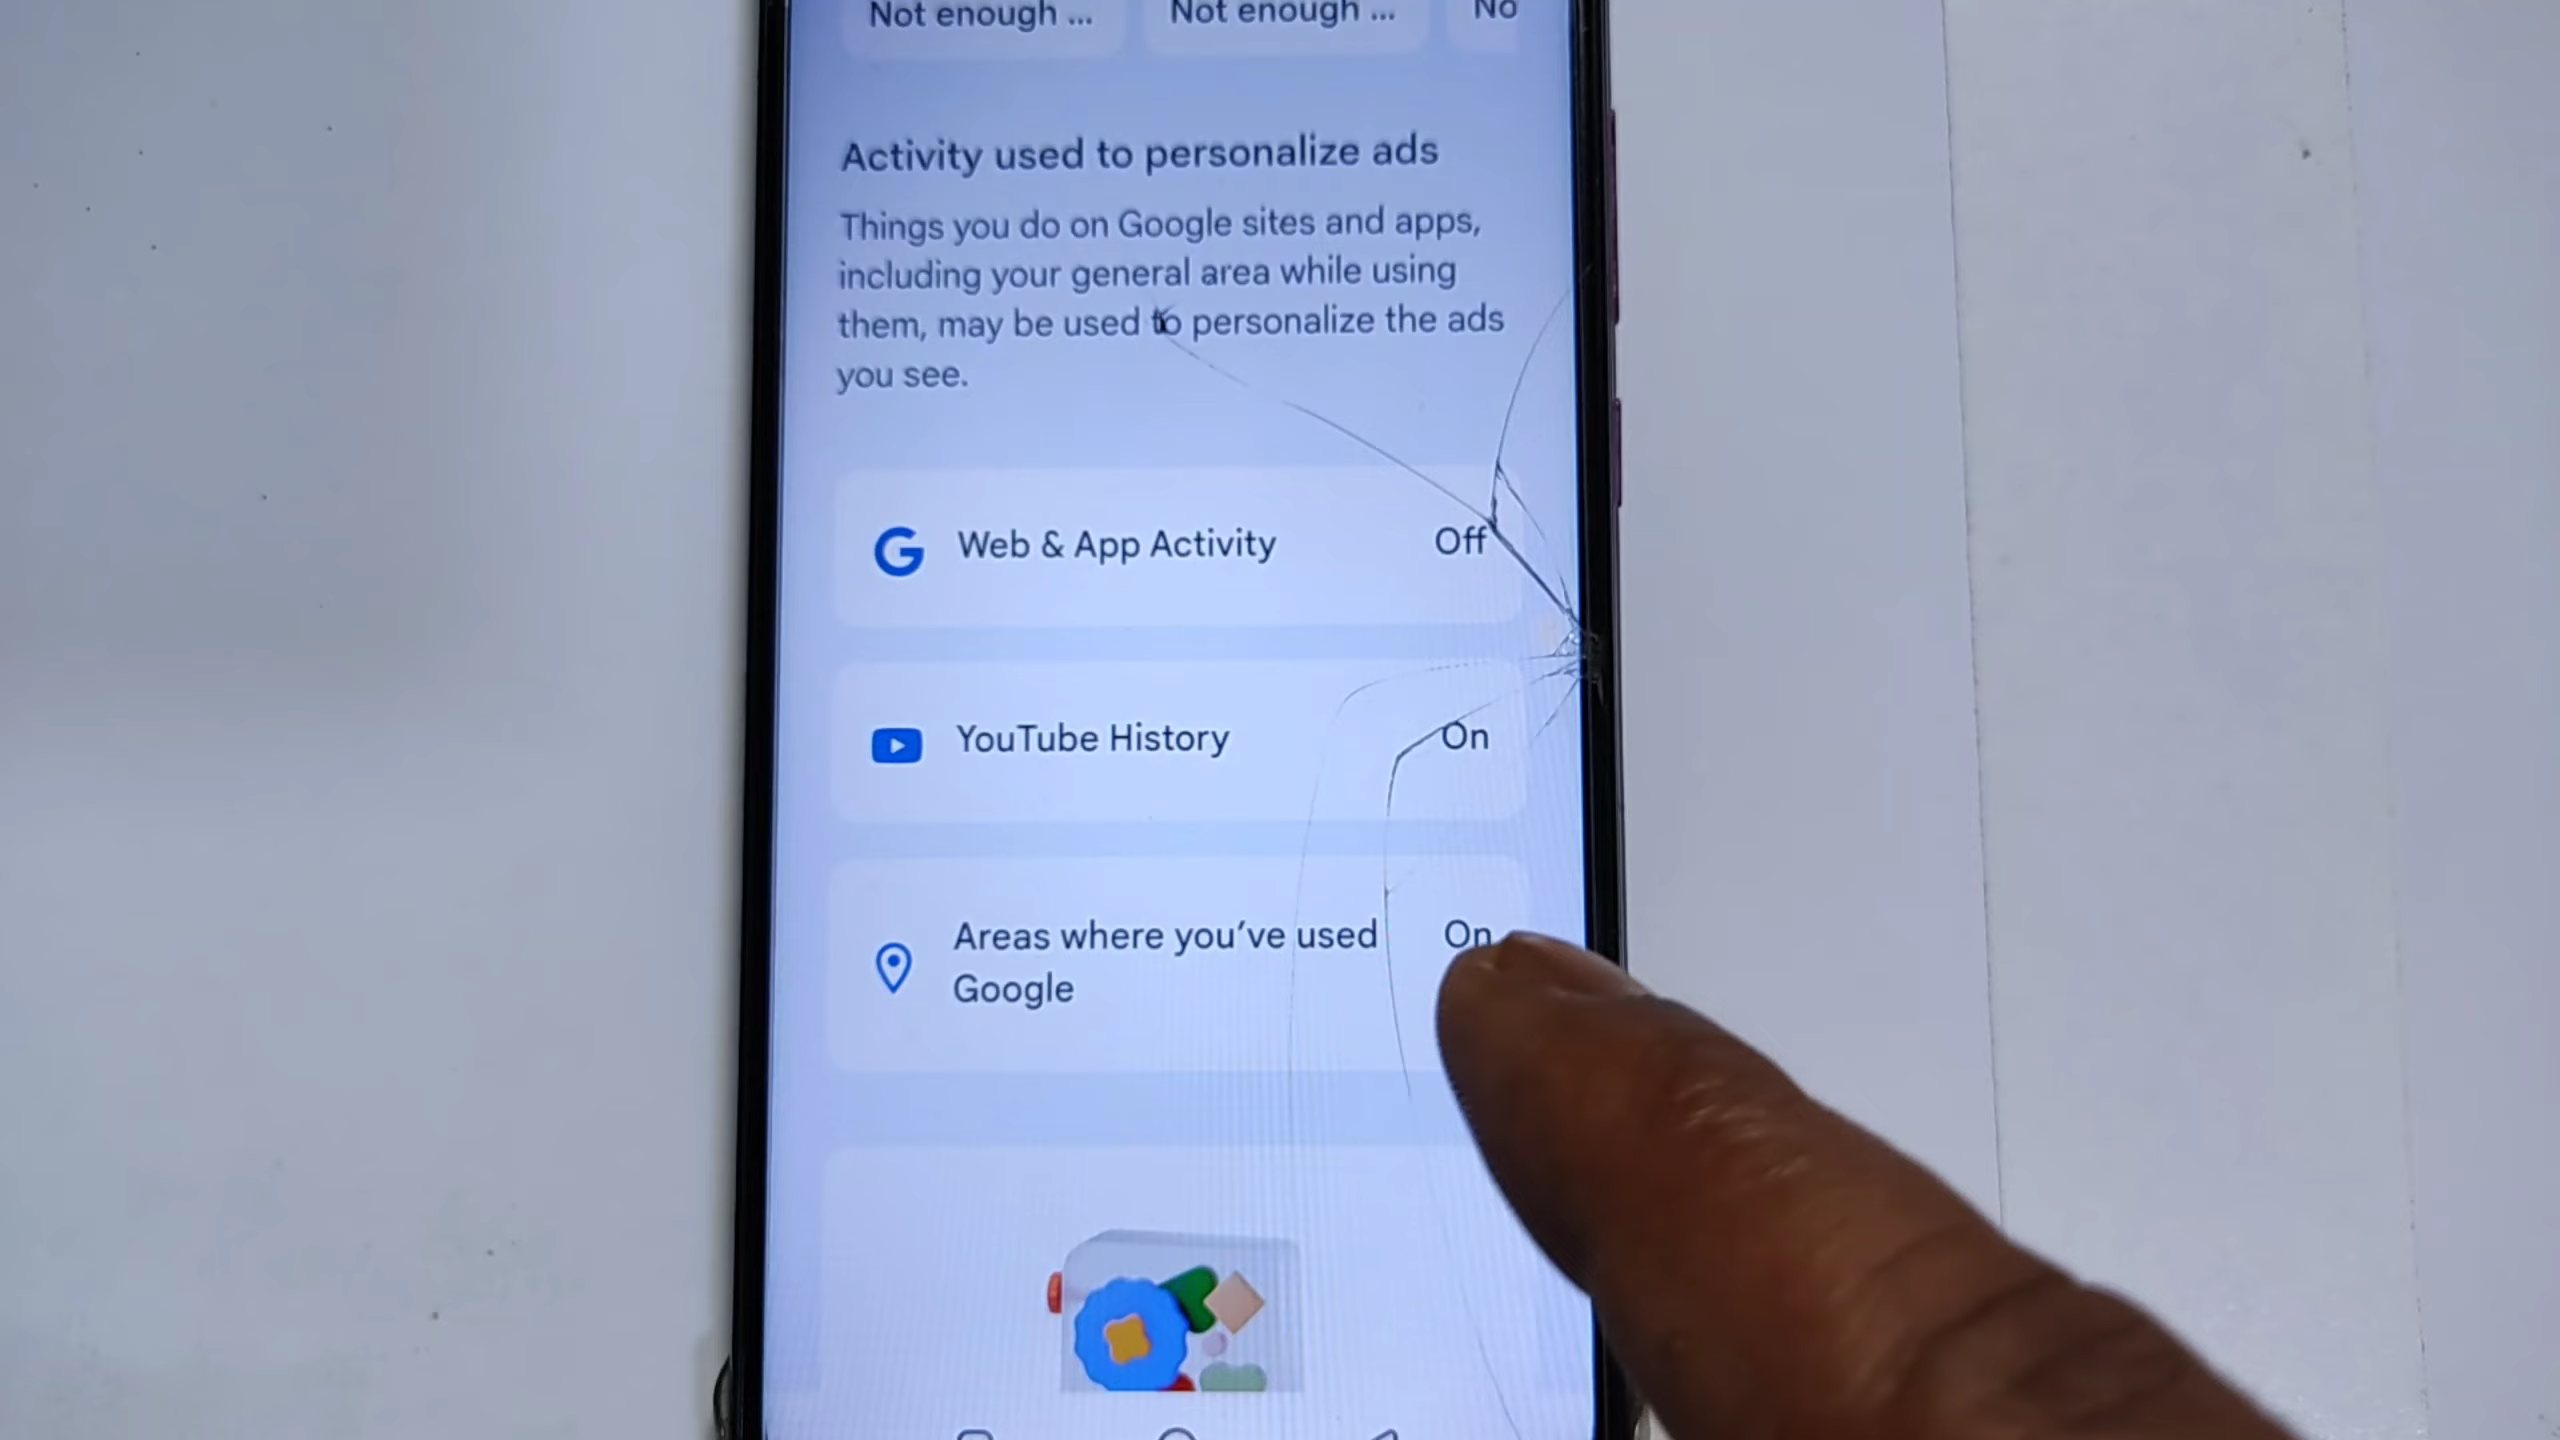 Not enough ... Not enough ... No
Activity used to personalize ads
Things you do on Google sites and apps,
including your general area while using
them, may be used to personalize the ads
you see.
Web & App Activity Off
YouTube History On
Areas where you've used On
Google